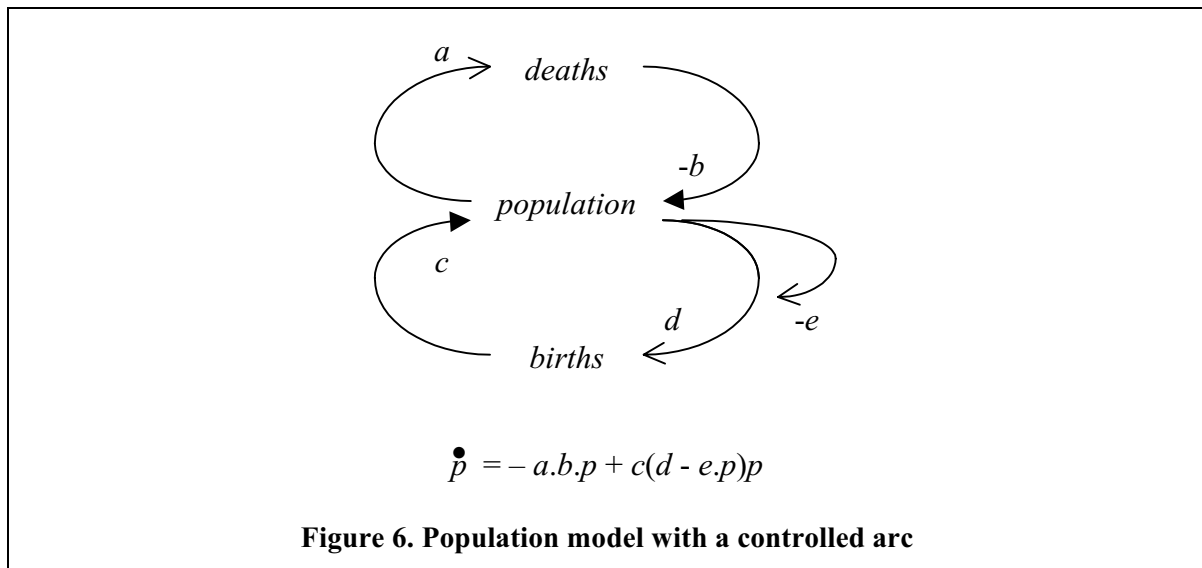 a
deaths
-b
population
c
d
-e
births
ṗ = – a.b.p + c(d - e.p)p
Figure 6. Population model with a controlled arc